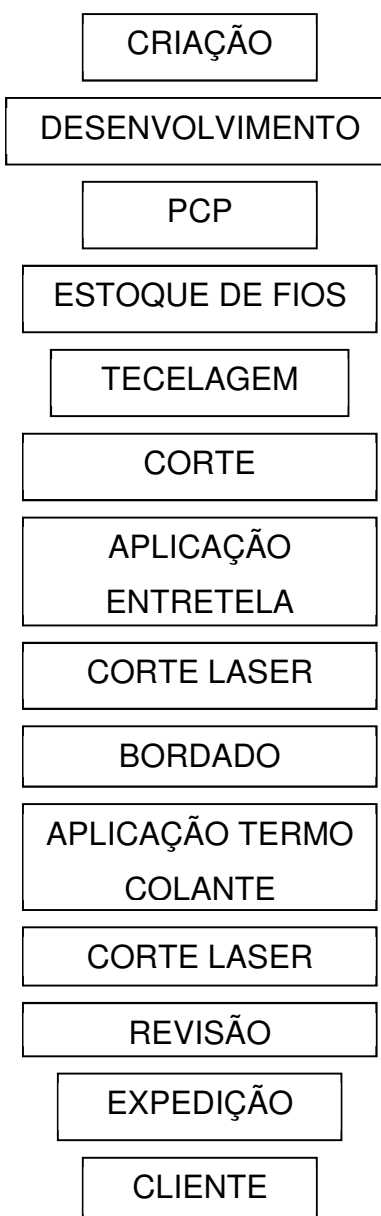 CRIAÇÃO
DESENVOLVIMENTO
PCP
ESTOQUE DE FIOS
TECELAGEM
CORTE
APLICAÇÃO
ENTRETELA
CORTE LASER
BORDADO
APLICAÇÃO TERMO
COLANTE
CORTE LASER
REVISÃO
EXPEDIÇÃO
CLIENTE